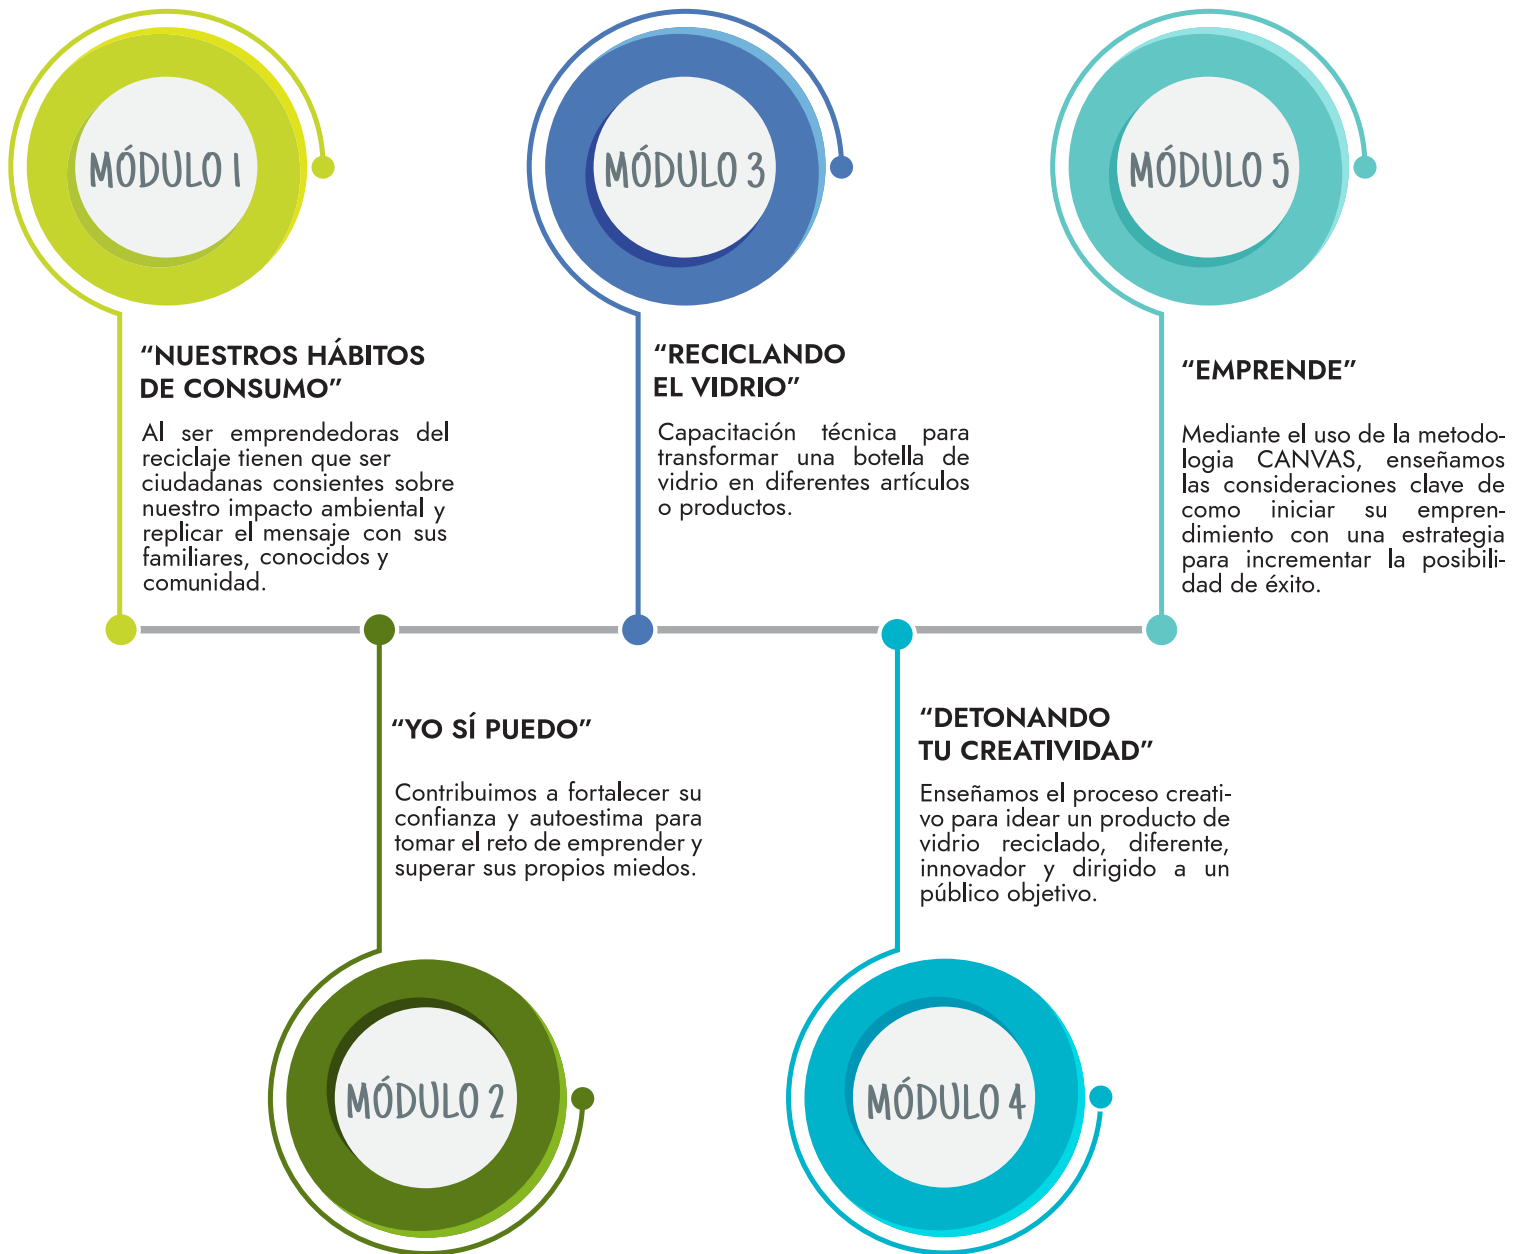 MÓDULO 1
"NUESTROS HÁBITOS
DE CONSUMO"
Al ser emprendedoras del
reciclaje tienen que ser
ciudadanas consientes sobre
nuestro impacto ambiental y
replicar el mensaje con sus
familiares, conocidos y
comunidad.
MÓDULO 2
"YO SÍ PUEDO"
Contribuimos a fortalecer su
confianza y autoestima para
tomar el reto de emprender y
superar sus propios miedos.
MÓDULO 3
"RECICLANDO
EL VIDRIO"
Capacitación técnica para
transformar una botella de
vidrio en diferentes artículos
o productos.
MÓDULO 4
"DETONANDO
TU CREATIVIDAD"
Enseñamos el proceso creati-
vo para idear un producto de
vidrio reciclado, diferente,
innovador y dirigido a un
público objetivo.
MÓDULO 5
"EMPRENDE"
Mediante el uso de la metodo-
logia CANVAS, enseñamos
las consideraciones clave de
como iniciar su empren-
dimiento con una estrategia
para incrementar la posibili-
dad de éxito.